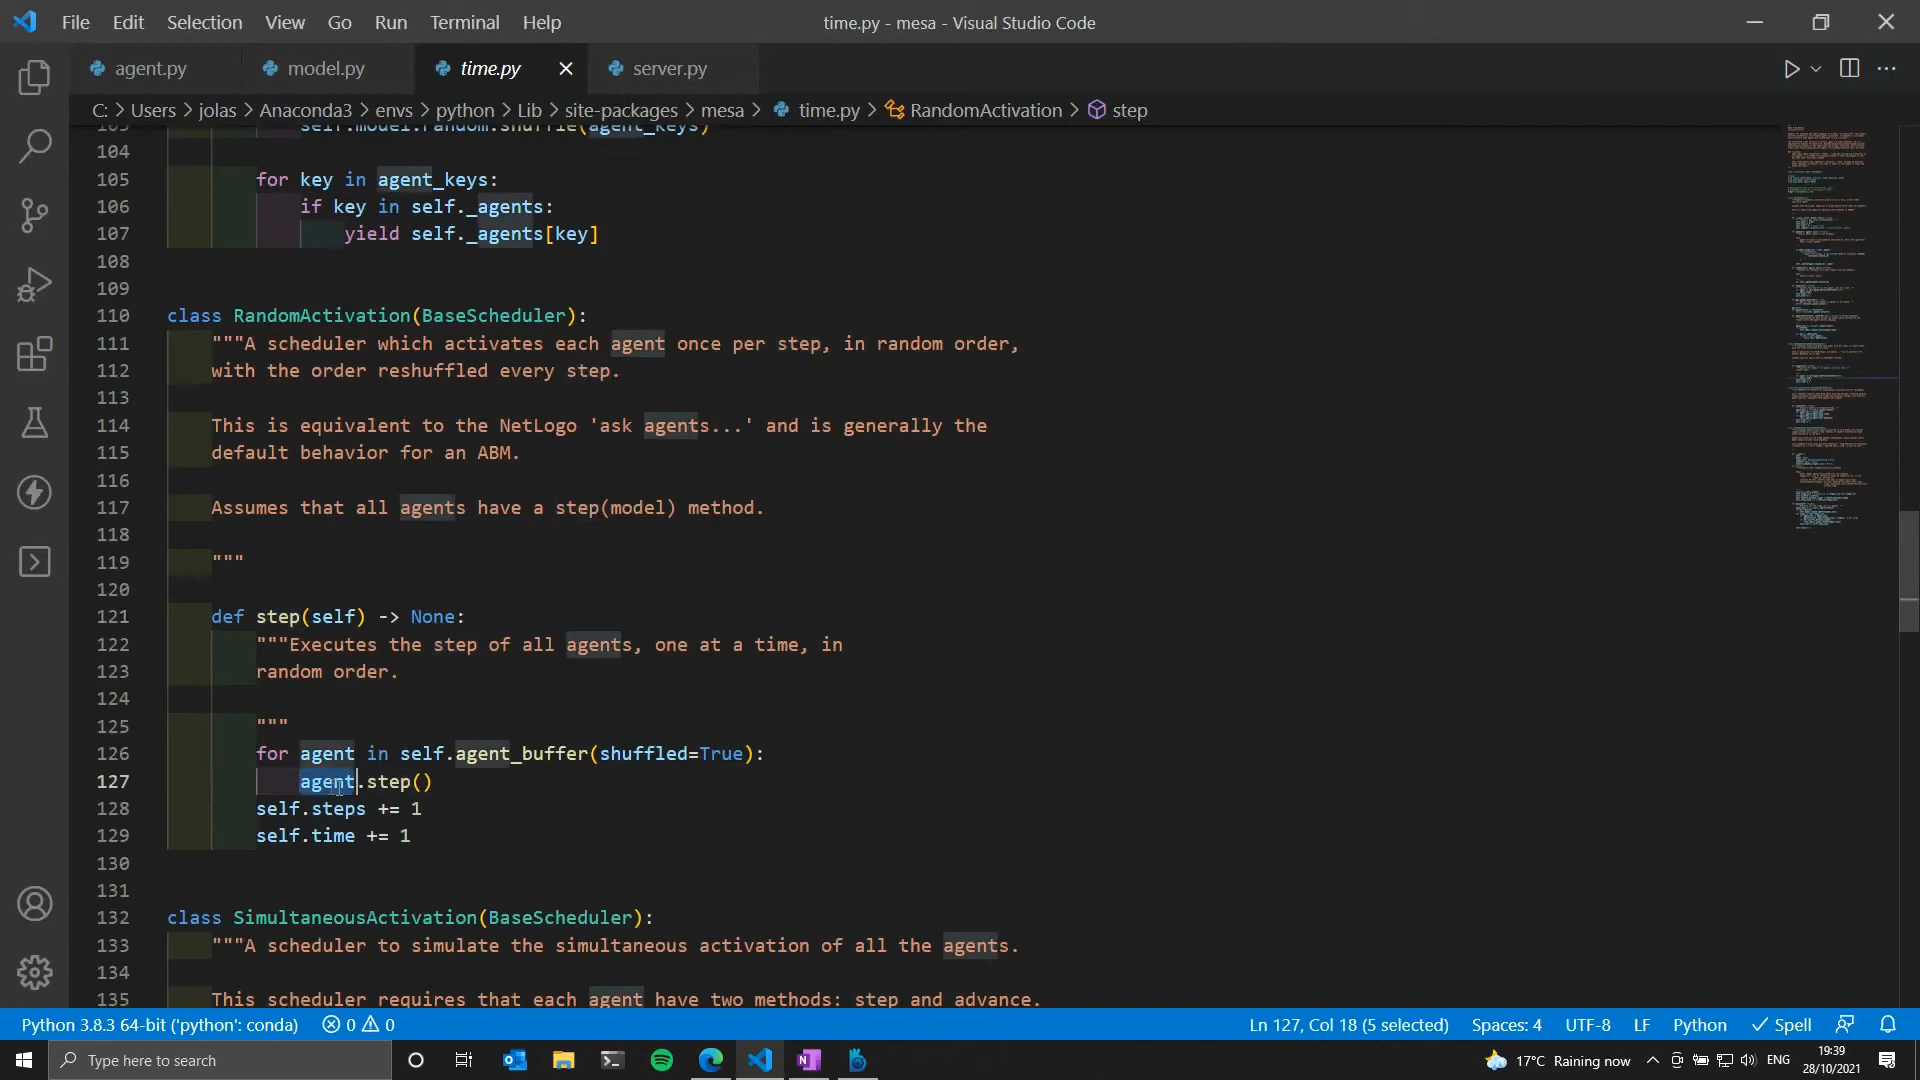 File Edit Selection View Go Run Terminal Help
time.py - mesa - Visual Studio Code
agent.py model.py time.py server.py
C: > Users > jolas > Anaconda3 > envs > python > Lib > site-packages > mesa > time.py > RandomActivation > step
103 self.model.random.shuffle(agent_keys)
104
105 for key in agent_keys:
106 if key in self._agents:
107 yield self._agents[key]
108
109
110 class RandomActivation(BaseScheduler):
111 """A scheduler which activates each agent once per step, in random order,
112 with the order reshuffled every step.
113
114 This is equivalent to the NetLogo 'ask agents...' and is generally the
115 default behavior for an ABM.
116
117 Assumes that all agents have a step(model) method.
118
119 """
120
121 def step(self) -> None:
122 """Executes the step of all agents, one at a time, in
123 random order.
124
125 """
126 for agent in self.agent_buffer(shuffled=True):
127 agent.step()
128 self.steps += 1
129 self.time += 1
130
131
132 class SimultaneousActivation(BaseScheduler):
133 """A scheduler to simulate the simultaneous activation of all the agents.
134
135 This scheduler requires that each agent have two methods: step and advance.
Python 3.8.3 64-bit ('python': conda) 0 0 Ln 127, Col 18 (5 selected) Spaces: 4 UTF-8 LF Python Spell
Type here to search
17°C Raining now ENG 19:39
28/10/2021